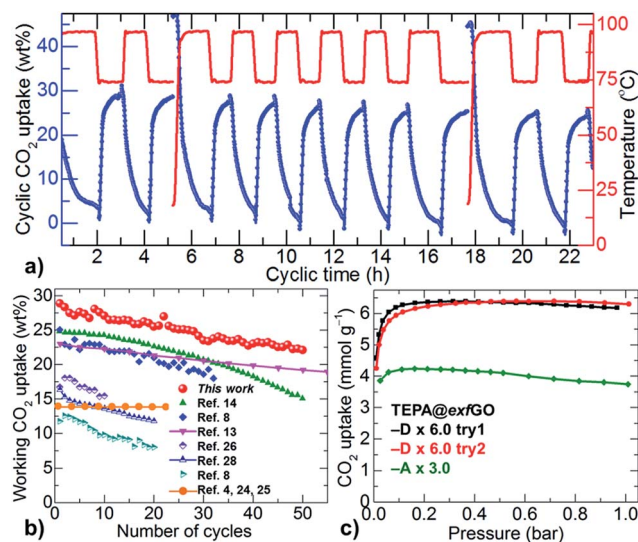 Cyclic CO2 uptake (wt%)
40
30
20
10
0
100
75
50
25
0
Temperature (°C)
2 4 6 8 10 12 14 16 18 20 22
a) Cyclic time (h)
Working CO2 uptake (wt%)
30
25
20
15
10
5
0
This work
Ref. 14
Ref. 8
Ref. 13
Ref. 26
Ref. 28
Ref. 8
Ref. 4, 24, 25
0 10 20 30 40 50
b) Number of cycles
CO2 uptake (mmol g-1)
6
5
4
3
2
1
0
TEPA@exfGO
–D x 6.0 try1
–D x 6.0 try2
–A x 3.0
0.0 0.2 0.4 0.6 0.8 1.0
c) Pressure (bar)